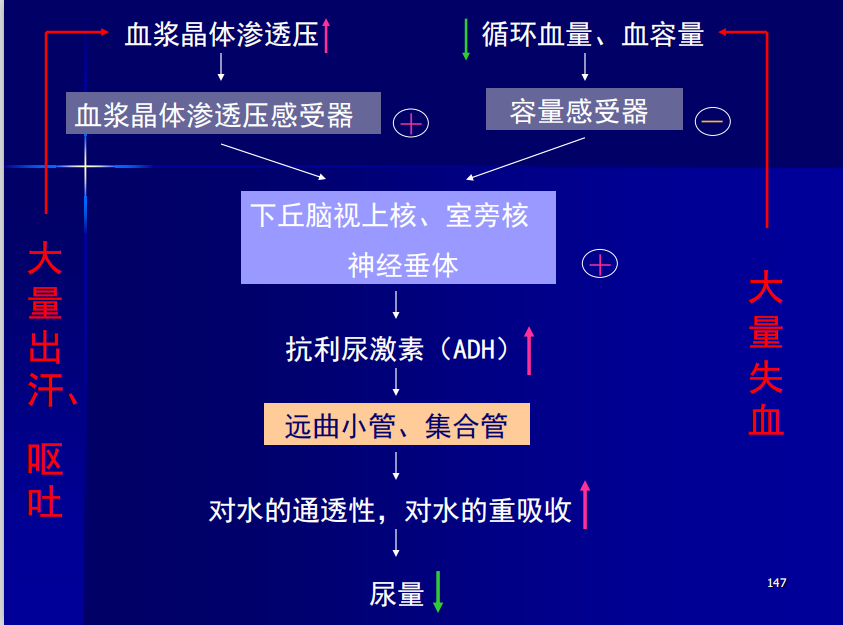 血浆晶体渗透压
循环血量、血容量
血浆晶体渗透压感受器
容量感受器
下丘脑视上核、室旁核
神经垂体
大量出汗、呕吐
大量失血
抗利尿激素（ADH）
远曲小管、集合管
对水的通透性，对水的重吸收
尿量
147